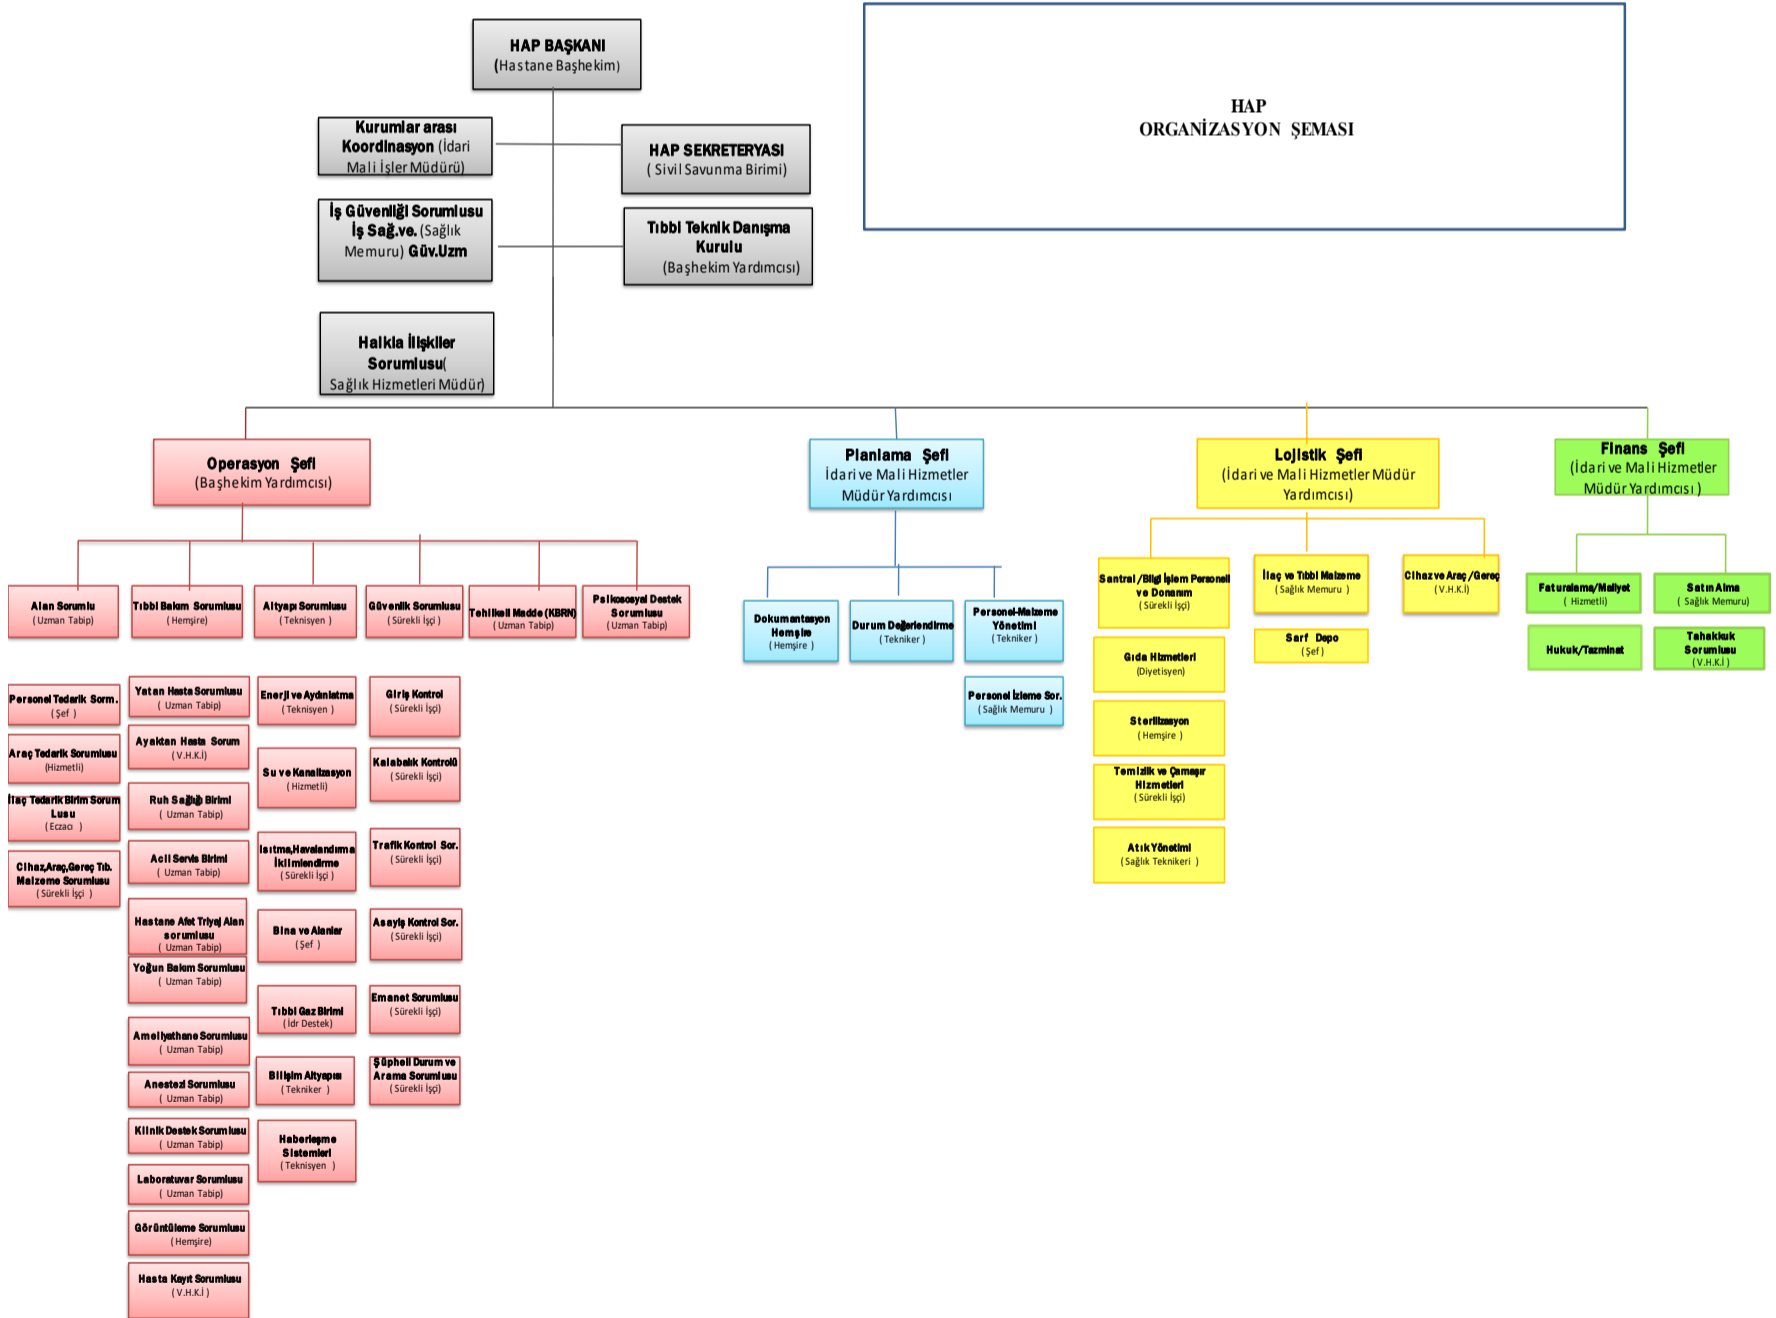 HAP BAŞKANI
(Hastane Başhekim)
HAP
ORGANİZASYON ŞEMASI
Kurumlar arası
Koordinasyon (İdari
Mali İşler Müdürü)
HAP SEKRETERYASI
( Sivil Savunma Birimi)
İş Güvenliği Sorumlusu
İş Sağ.ve. (Sağlık
Memuru) Güv.Uzm
Tıbbi Teknik Danışma
Kurulu
(Başhekim Yardımcısı)
Halkla İlişkiler
Sorumlusu(
Sağlık Hizmetleri Müdür)
Operasyon Şefi
(Başhekim Yardımcısı)
Planlama Şefi
İdari ve Mali Hizmetler
Müdür Yardımcısı
Lojistik Şefi
(İdari ve Mali Hizmetler Müdür
Yardımcısı)
Finans Şefi
(İdari ve Mali Hizmetler
Müdür Yardımcısı )
Alan Sorumlu
(Uzman Tabip)
Tıbbi Bakım Sorumlusu
(Hemşire)
Altyapı Sorumlusu
(Teknisyen )
Güvenlik Sorumlusu
( Sürekli İşçi )
Tehlikeli Madde (KBRN)
(Uzman Tabip)
Psikososyal Destek
Sorumlusu
(Uzman Tabip)
Personel Tedarik Sorm.
( Şef )
Araç Tedarik Sorumlusu
(Hizmetli)
İlaç Tedarik Birim Sorum
Lusu
( Eczacı )
Cihaz,Araç,Gereç Tıb.
Malzeme Sorumlusu
( Sürekli İşçi )
Yatan Hasta Sorumlusu
( Uzman Tabip)
Ayaktan Hasta Sorum
( V.H.K.İ)
Ruh Sağlığı Birimi
( Uzman Tabip)
Acil Servis Birimi
( Uzman Tabip)
Hastane Afet Triyaj Alan
sorumlusu
( Uzman Tabip)
Yoğun Bakım Sorumlusu
( Uzman Tabip)
Ameliyathane Sorumlusu
( Uzman Tabip)
Anestezi Sorumlusu
( Uzman Tabip)
Klinik Destek Sorumlusu
( Uzman Tabip)
Laboratuvar Sorumlusu
( Uzman Tabip)
Görüntüleme Sorumlusu
( Hemşire)
Hasta Kayıt Sorumlusu
( V.H.K.İ )
Enerji ve Aydınlatma
( Teknisyen )
Su ve Kanalizasyon
( Hizmetli)
Isıtma,Havalandırma
İklimlendirme
( Sürekli İşçi )
Bina ve Alanlar
( Şef )
Tıbbi Gaz Birimi
( İdr Destek)
Bilişim Altyapısı
( Tekniker )
Haberleşme
Sistemleri
( Teknisyen )
Giriş Kontrol
( Sürekli İşçi)
Kalabalık Kontrolü
( Sürekli İşçi)
Trafik Kontrol Sor.
( Sürekli İşçi)
Asayiş Kontrol Sor.
( Sürekli İşçi)
Emanet Sorumlusu
( Sürekli İşçi)
Şüpheli Durum ve
Arama Sorumlusu
( Sürekli İşçi)
Dokumantasyon
Hemşire
( Hemşire )
Durum Değerlendirme
( Tekniker )
Personel-Malzeme
Yönetimi
( Tekniker )
Personel İzleme Sor.
( Sağlık Memuru )
Santral /Bilgi İşlem Personeli
ve Donanım
( Sürekli İşçi)
Gıda Hizmetleri
(Diyetisyen)
Sterilizasyon
( Hemşire )
Temizlik ve Çamaşır
Hizmetleri
( Sürekli İşçi)
Atık Yönetimi
( Sağlık Teknikeri )
İlaç ve Tıbbi Malzeme
( Sağlık Memuru )
Sarf Depo
( Şef )
Cihaz ve Araç /Gereç
( V.H.K.İ)
Faturalama/Maliyet
( Hizmetli)
Hukuk/Tazminat
Satın Alma
( Sağlık Memuru)
Tahakkuk
Sorumlusu
( V.H.K.İ )